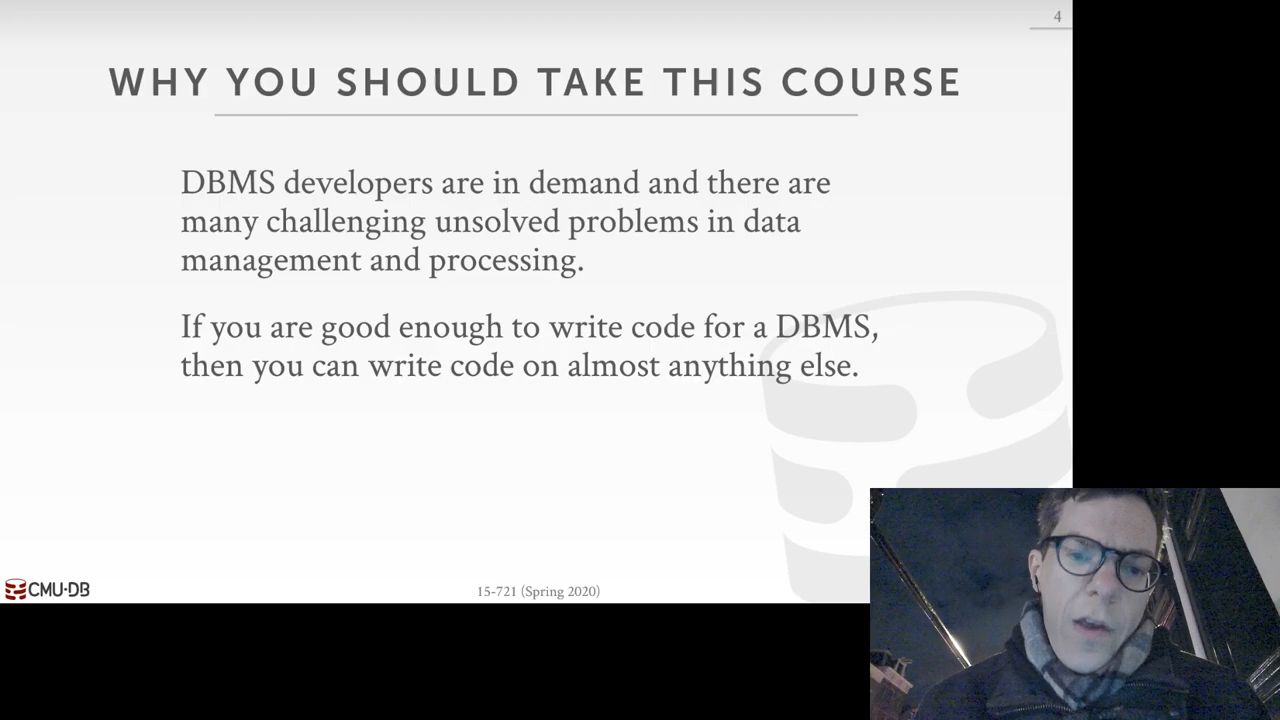 4
WHY YOU SHOULD TAKE THIS COURSE
DBMS developers are in demand and there are
many challenging unsolved problems in data
management and processing.
If you are good enough to write code for a DBMS,
then you can write code on almost anything else.
CMU·DB
15-721 (Spring 2020)